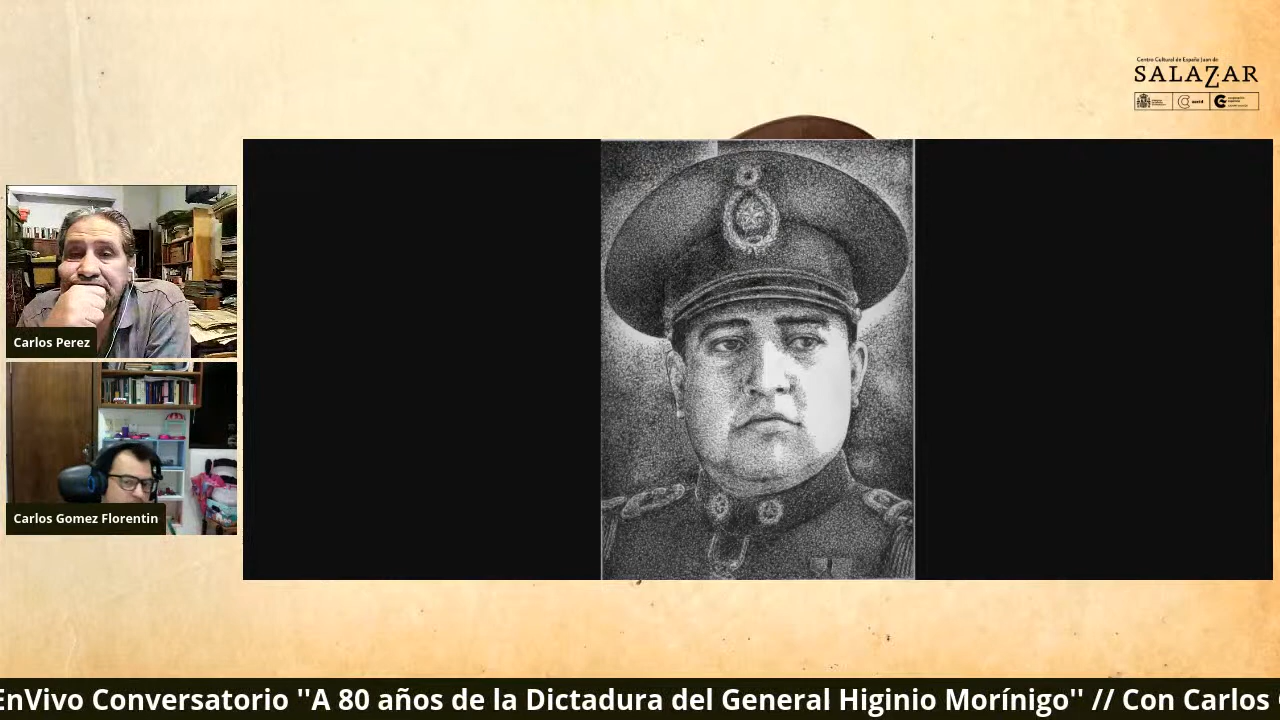 Centro Cultural de España Juan de
SALAZAR
aecid
Carlos Perez
Carlos Gomez Florentin
EnVivo Conversatorio ''A 80 años de la Dictadura del General Higinio Morínigo'' // Con Carlos